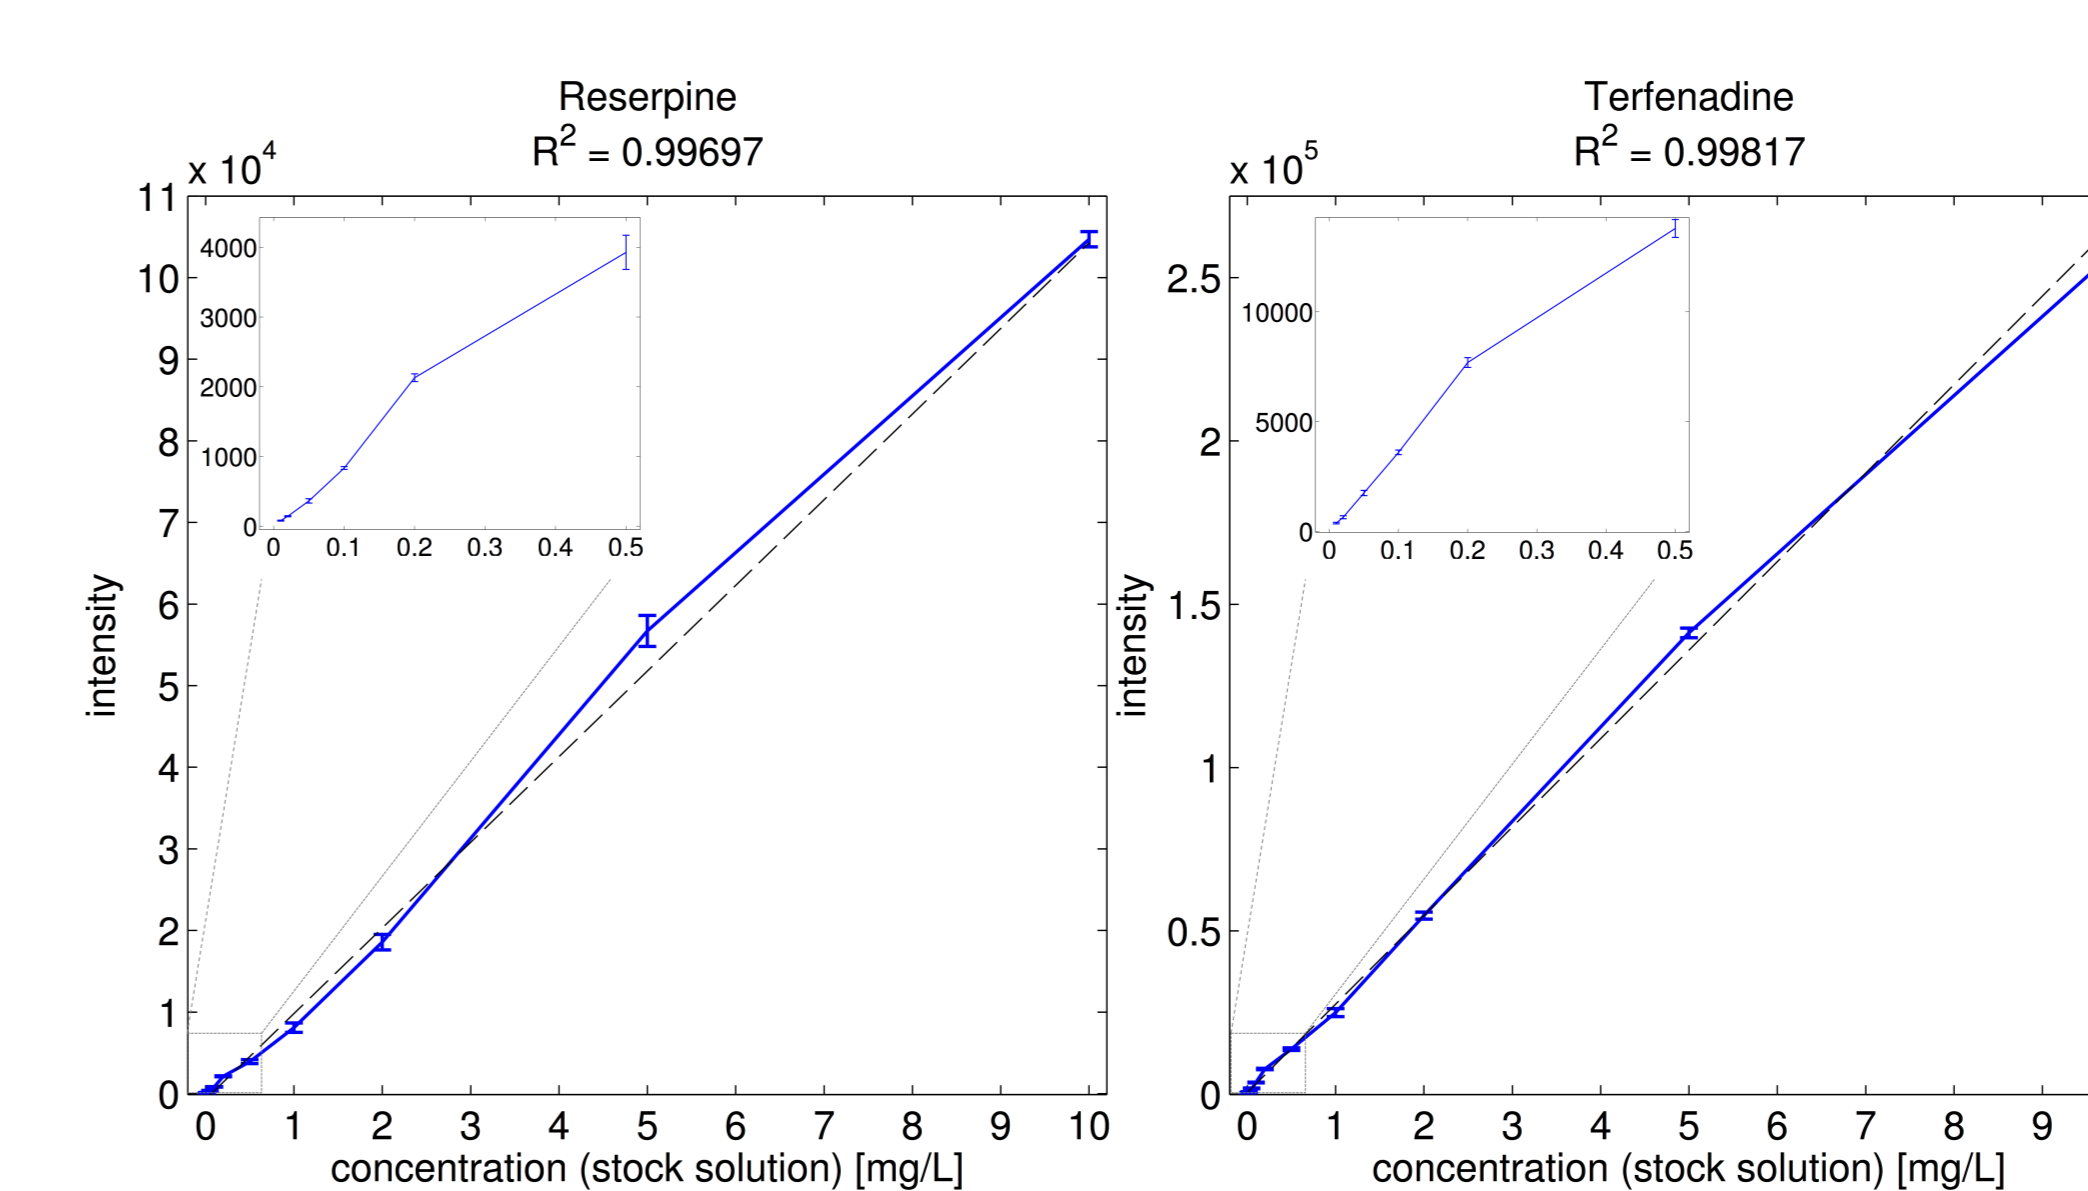 Reserpine
R² = 0.99697
x 10⁴
11
10
9
8
7
6
5
4
3
2
1
0
intensity
4000
3000
2000
1000
0
0 0.1 0.2 0.3 0.4 0.5
0 1 2 3 4 5 6 7 8 9 10
concentration (stock solution) [mg/L]
Terfenadine
R² = 0.99817
x 10⁵
2.5
2
1.5
1
0.5
0
intensity
10000
5000
0
0 0.1 0.2 0.3 0.4 0.5
0 1 2 3 4 5 6 7 8 9
concentration (stock solution) [mg/L]